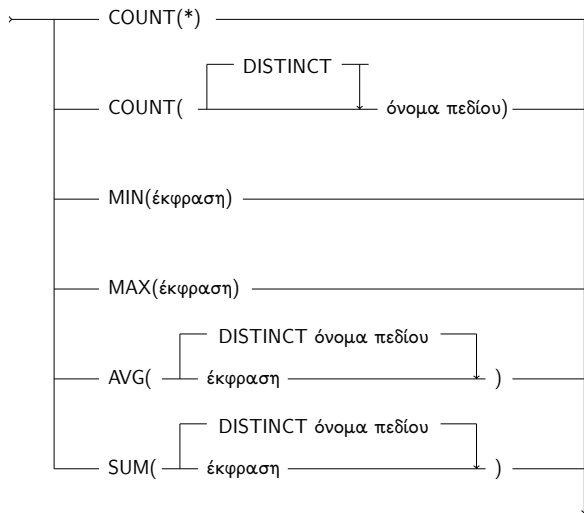 COUNT(*)
DISTINCT
COUNT( όνομα πεδίου)
MIN(έκφραση)
MAX(έκφραση)
DISTINCT όνομα πεδίου
AVG( έκφραση )
DISTINCT όνομα πεδίου
SUM( έκφραση )